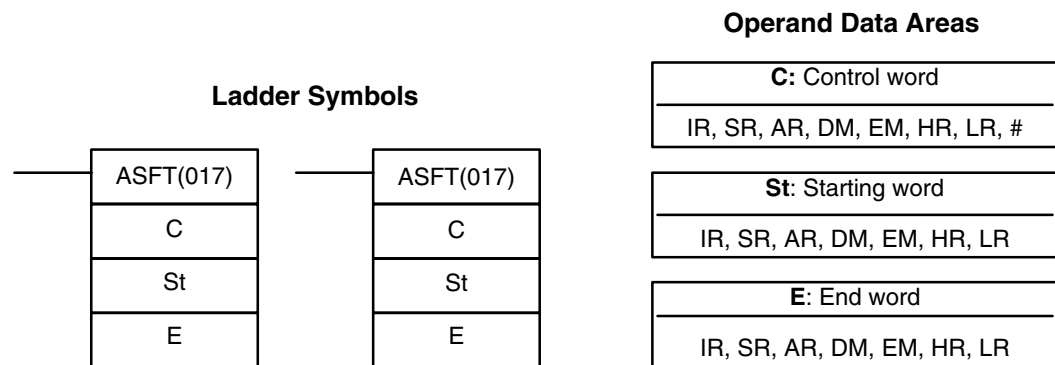 Ladder Symbols
ASFT(017)
C
St
E
ASFT(017)
C
St
E
Operand Data Areas
C: Control word
IR, SR, AR, DM, EM, HR, LR, #
St: Starting word
IR, SR, AR, DM, EM, HR, LR
E: End word
IR, SR, AR, DM, EM, HR, LR